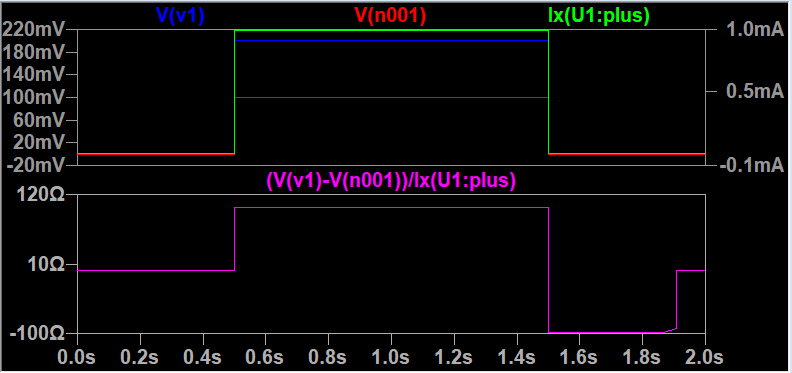 V(v1) V(n001) Ix(U1:plus)
220mV 1.0mA
180mV
140mV
100mV 0.5mA
60mV
20mV
-20mV -0.1mA
(V(v1)-V(n001))/Ix(U1:plus)
120Ω
10Ω
-100Ω
0.0s 0.2s 0.4s 0.6s 0.8s 1.0s 1.2s 1.4s 1.6s 1.8s 2.0s